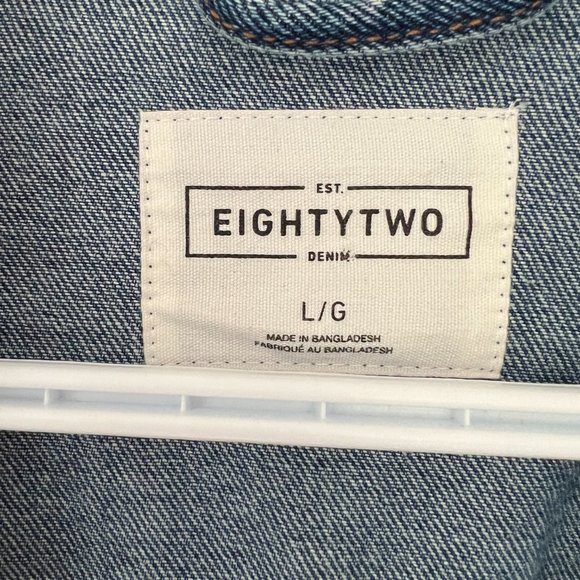 EST.
EIGHTYTWO
DENIM
L/G
MADE IN BANGLADESH
FABRIQUÉ AU BANGLADESH